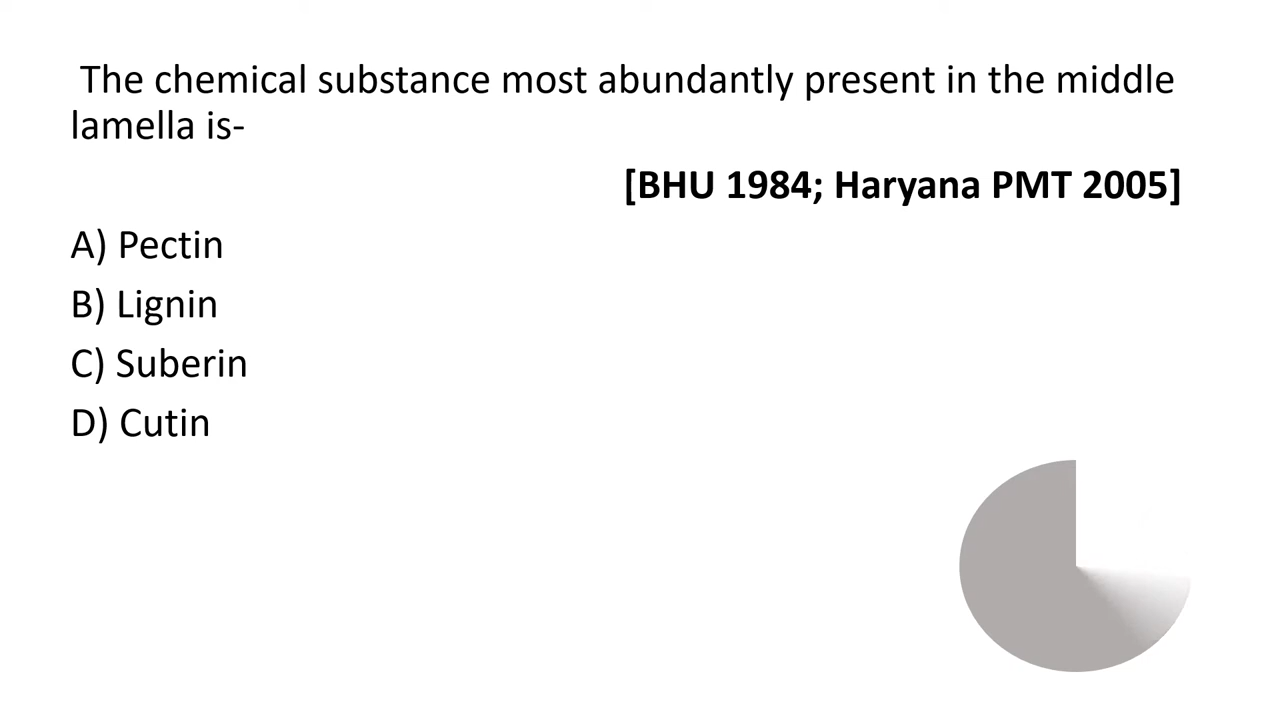 The chemical substance most abundantly present in the middle
lamella is-
[BHU 1984; Haryana PMT 2005]
A) Pectin
B) Lignin
C) Suberin
D) Cutin